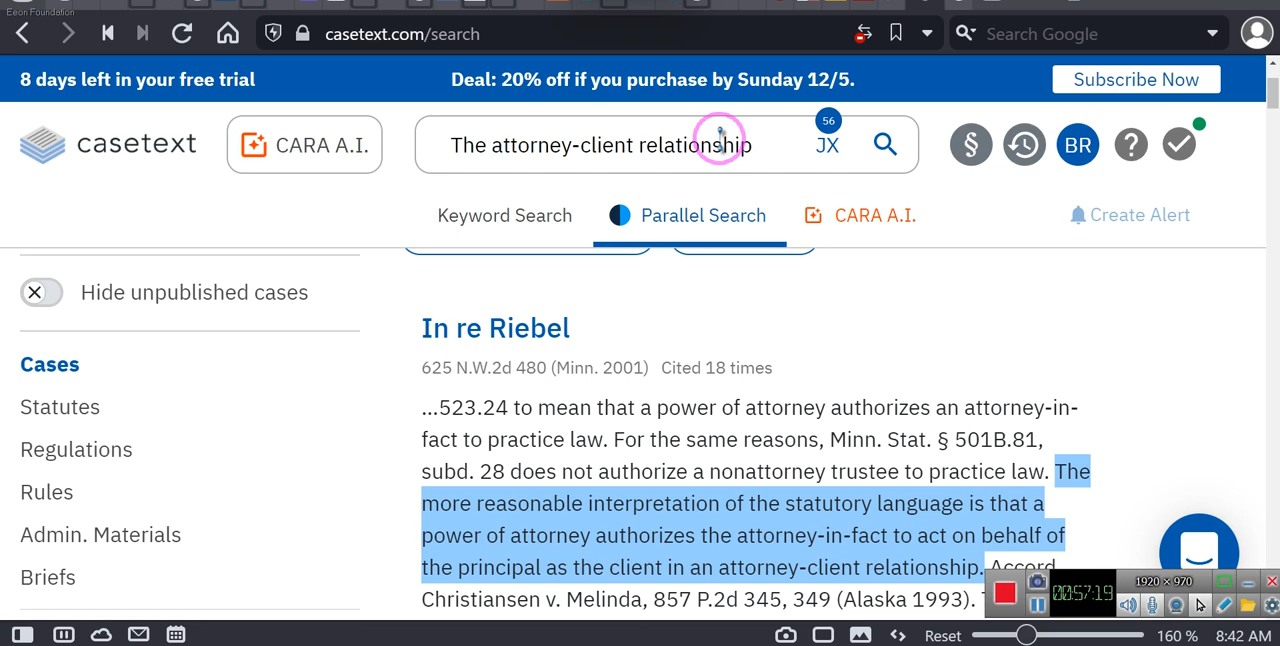 Eeon Foundation
casetext.com/search
Search Google
8 days left in your free trial
Deal: 20% off if you purchase by Sunday 12/5.
Subscribe Now
casetext
CARA A.I.
The attorney-client relationship
56
JX
§
BR
?
Keyword Search
Parallel Search
CARA A.I.
Create Alert
Hide unpublished cases
In re Riebel
625 N.W.2d 480 (Minn. 2001) Cited 18 times
Cases
Statutes
Regulations
Rules
Admin. Materials
Briefs
...523.24 to mean that a power of attorney authorizes an attorney-in-
fact to practice law. For the same reasons, Minn. Stat. § 501B.81,
subd. 28 does not authorize a nonattorney trustee to practice law. The
more reasonable interpretation of the statutory language is that a
power of attorney authorizes the attorney-in-fact to act on behalf of
the principal as the client in an attorney-client relationship. Accord
Christiansen v. Melinda, 857 P.2d 345, 349 (Alaska 1993).
1920 × 970
00:57:19
Reset
160 %
8:42 AM